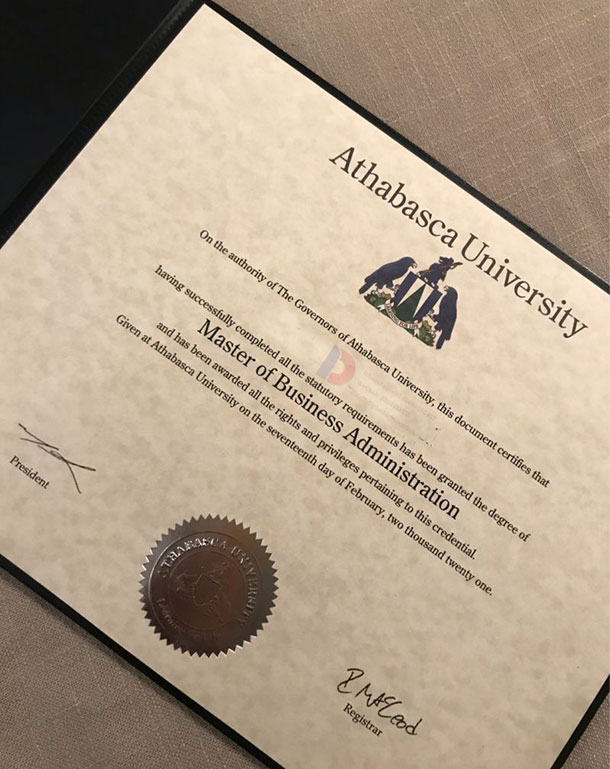 Athabasca University
On the authority of The Governors of Athabasca University, this document certifies that
having successfully completed all the statutory requirements has been granted the degree of
Master of Business Administration
and has been awarded all the rights and privileges pertaining to this credential.
Given at Athabasca University on the seventeenth day of February, two thousand twenty one.
President
ATHABASCA UNIVERSITY
R MacLeod
Registrar